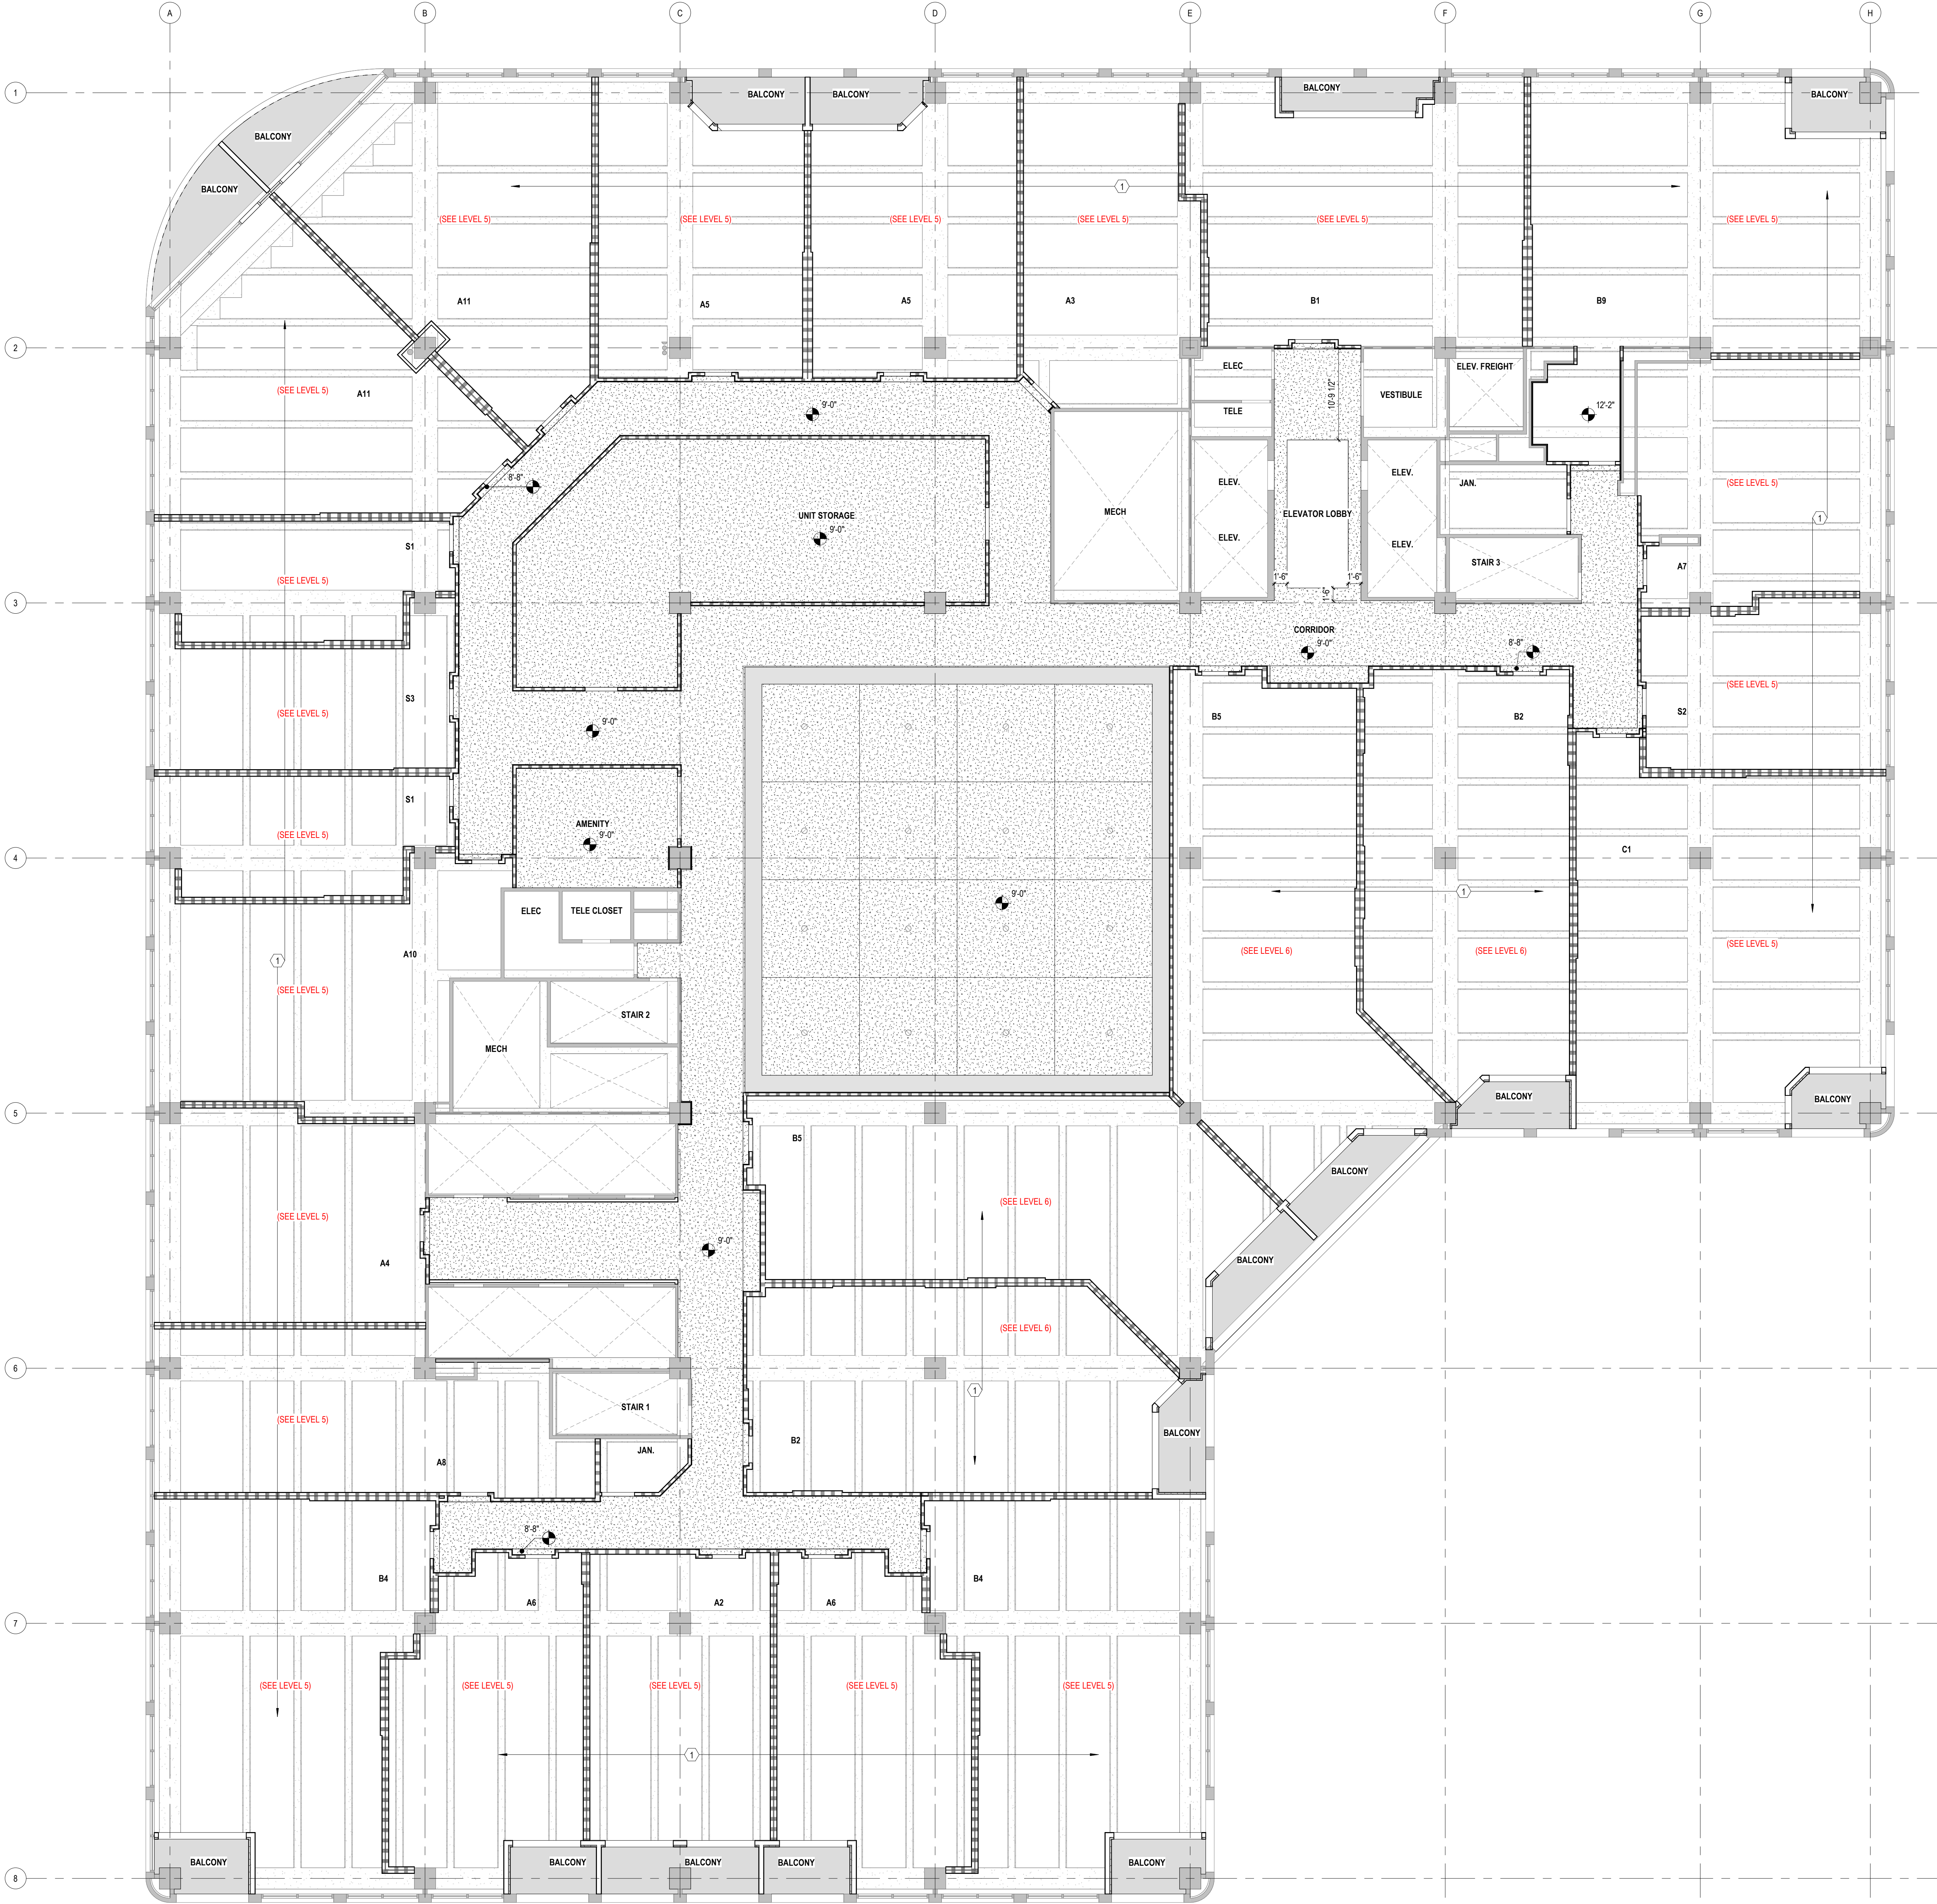 A B C D E F G H
1
BALCONY BALCONY BALCONY BALCONY
BALCONY
BALCONY
1
(SEE LEVEL 5) (SEE LEVEL 5) (SEE LEVEL 5) (SEE LEVEL 5) (SEE LEVEL 5) (SEE LEVEL 5)
A11 A5 A5 A3 B1 B9
2
ELEC ELEV. FREIGHT
A11 (SEE LEVEL 5) 10'-9 1/2" VESTIBULE
9'-0" TELE 12'-2"
8'-8" ELEV. ELEV. JAN. (SEE LEVEL 5)
UNIT STORAGE MECH ELEVATOR LOBBY 1
9'-0"
S1 ELEV. ELEV.
STAIR 3 A7
(SEE LEVEL 5) 1'-6" 1'-6"
1'-6"
3
CORRIDOR
9'-0" 8'-8"
S3 (SEE LEVEL 5)
(SEE LEVEL 5) B5 B2 S2
9'-0"
S1
AMENITY
9'-0"
(SEE LEVEL 5)
C1
4
1
9'-0"
ELEC TELE CLOSET
(SEE LEVEL 6) (SEE LEVEL 6) (SEE LEVEL 5)
A10
1
(SEE LEVEL 5)
STAIR 2
MECH
BALCONY BALCONY
5
B5
BALCONY
(SEE LEVEL 6)
(SEE LEVEL 5)
9'-0"
A4 BALCONY
(SEE LEVEL 6)
6
1
STAIR 1
(SEE LEVEL 5)
BALCONY
B2
JAN.
A8
8'-8"
B4 B4
A6 A2 A6
7
(SEE LEVEL 5) (SEE LEVEL 5) (SEE LEVEL 5) (SEE LEVEL 5) (SEE LEVEL 5)
1
BALCONY BALCONY BALCONY BALCONY BALCONY
8